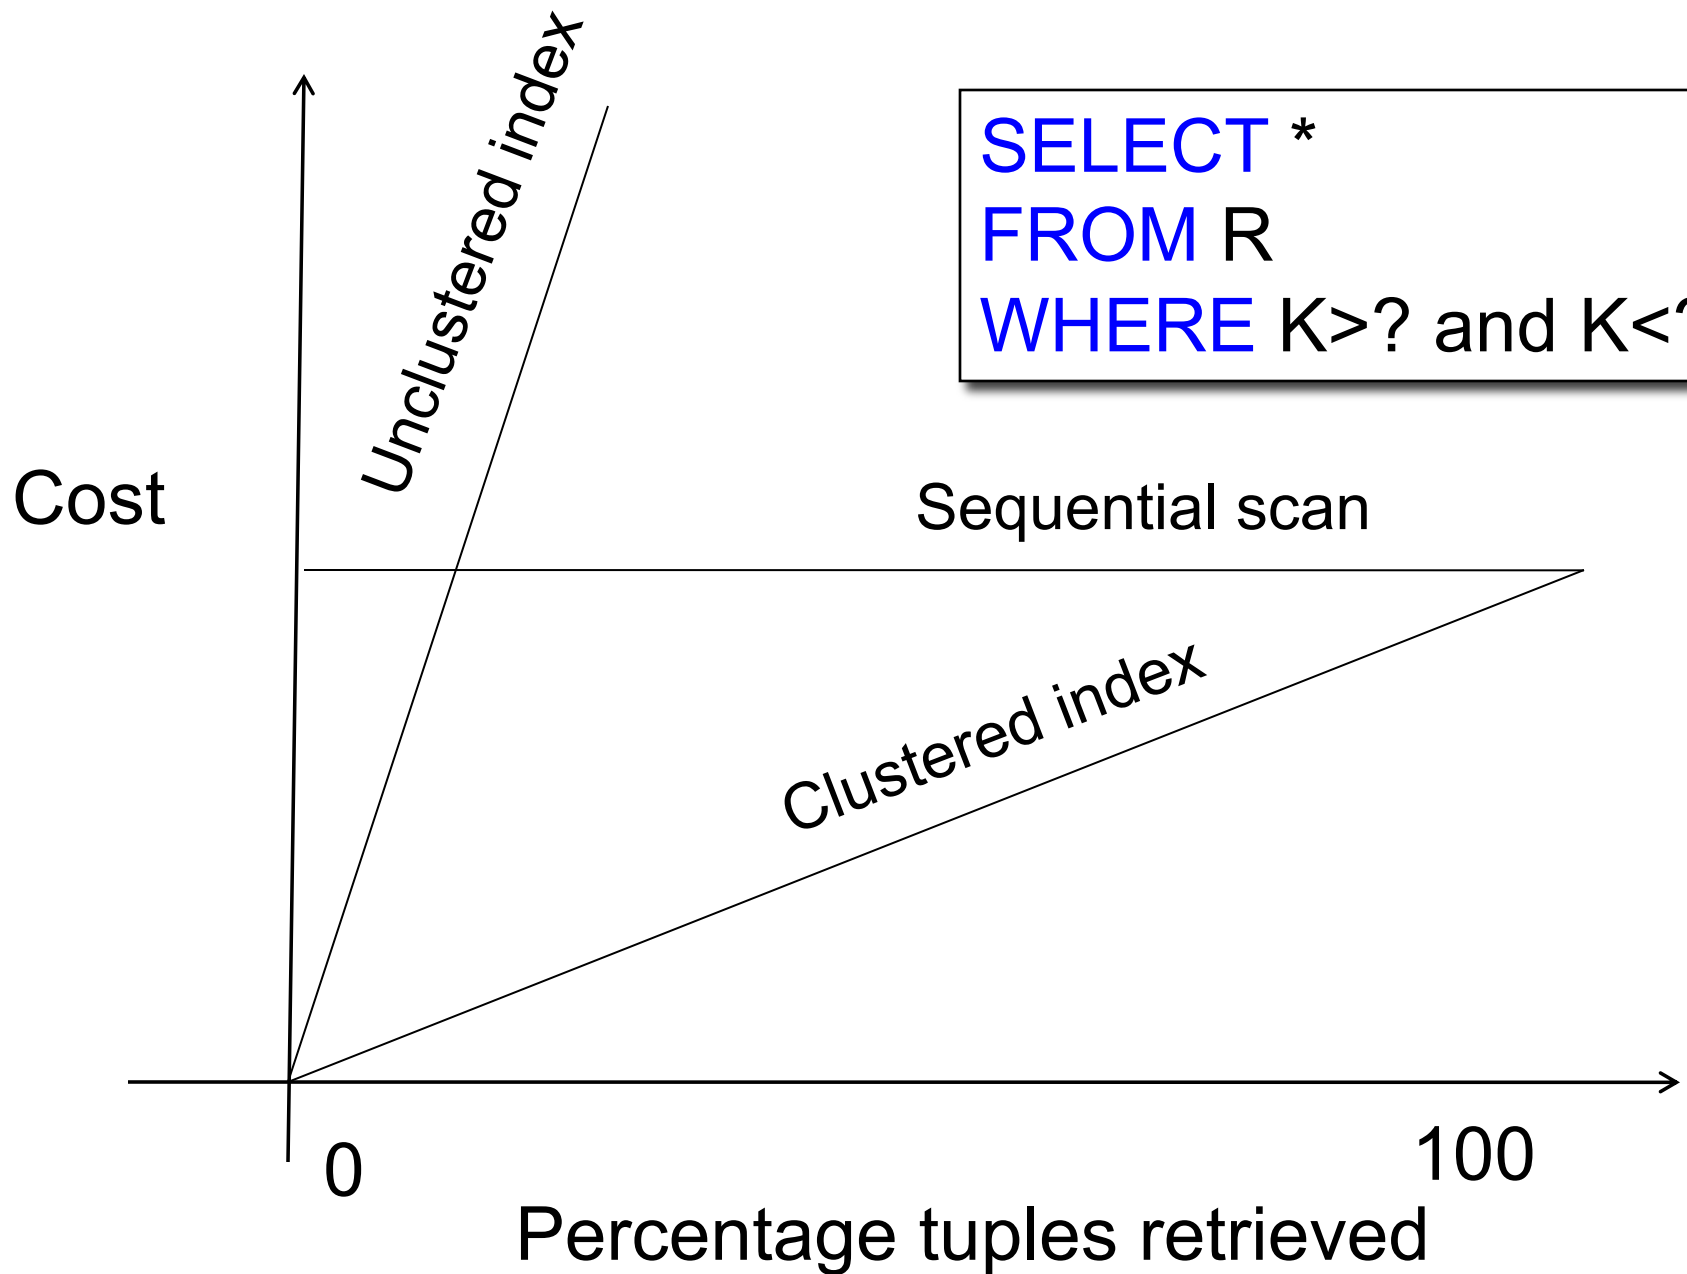 Unclustered index
SELECT *
FROM R
WHERE K>? and K<?
Cost
Sequential scan
Clustered index
0
100
Percentage tuples retrieved